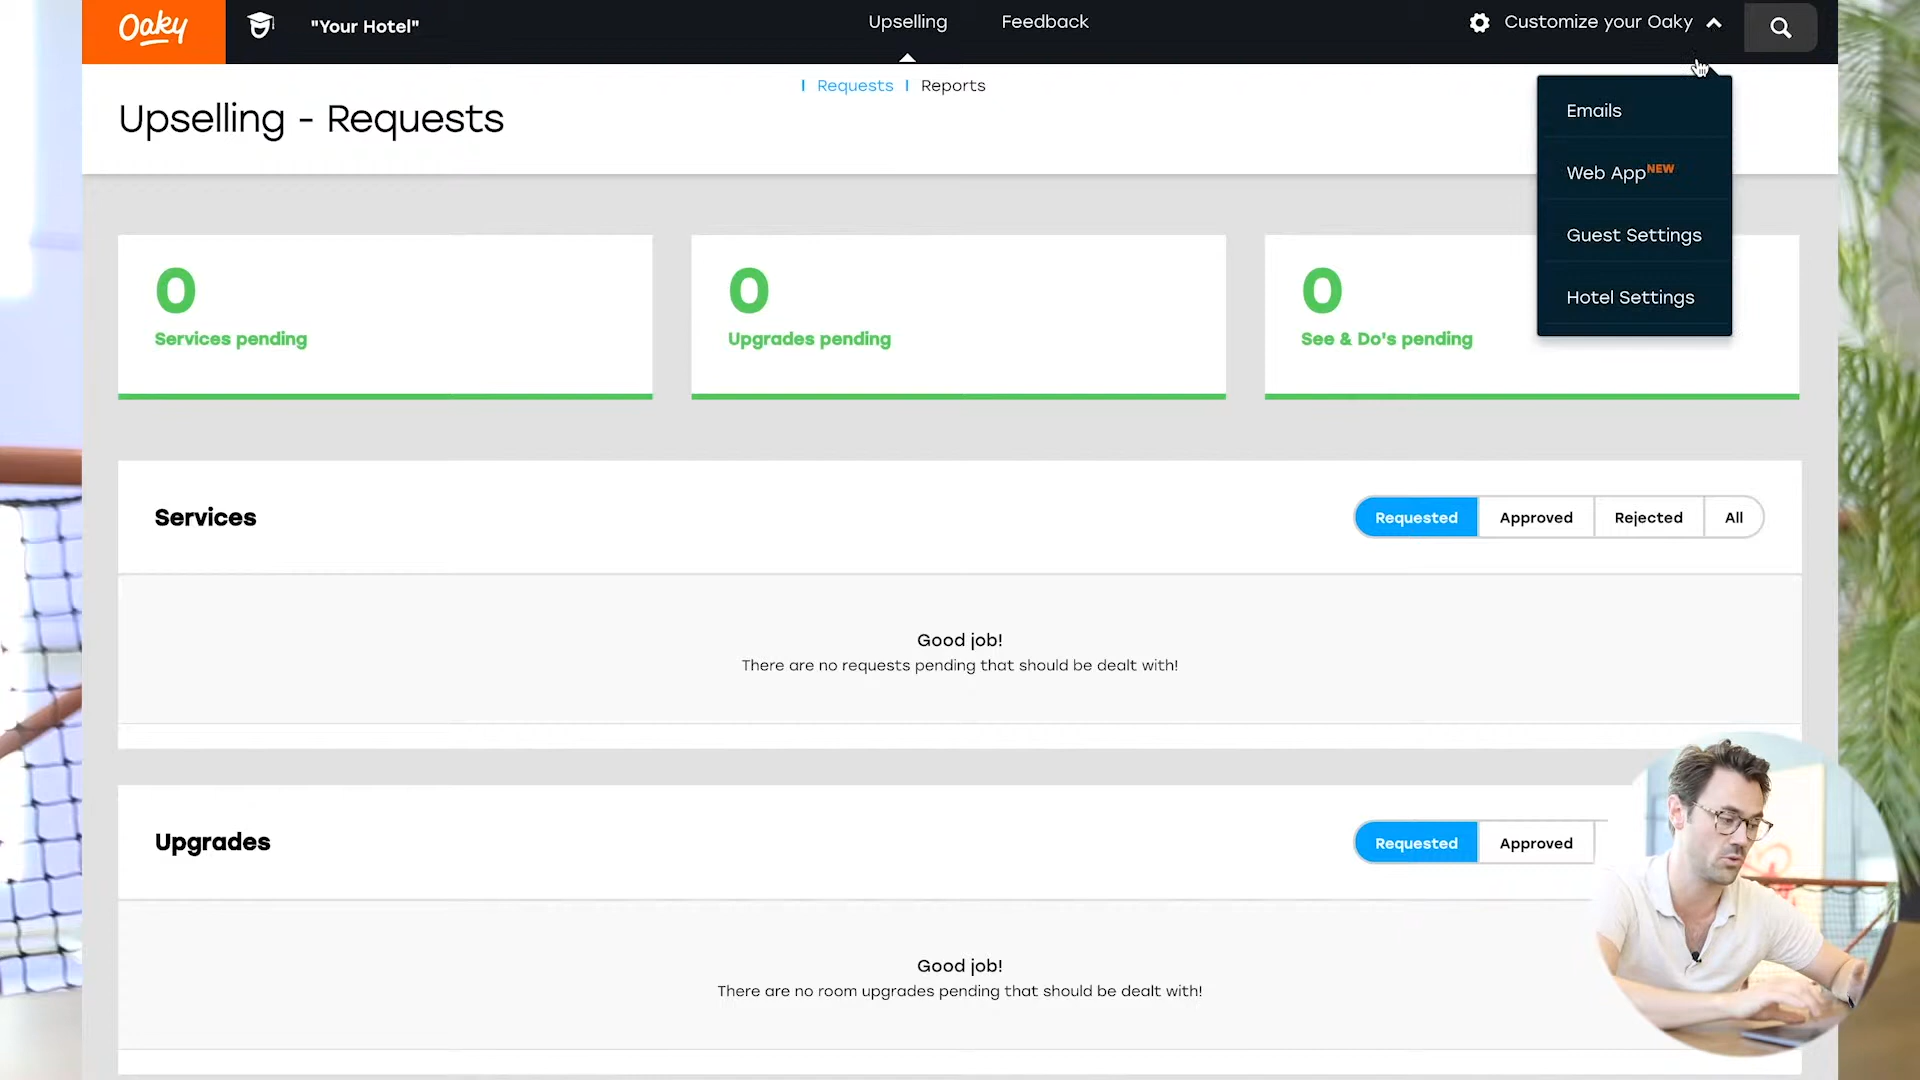 Oaky
"Your Hotel"
Upselling
Feedback
Customize your Oaky
Requests
Reports
Upselling - Requests
Emails
Web App NEW
Guest Settings
Hotel Settings
0
Services pending
0
Upgrades pending
0
See & Do's pending
Services
Requested
Approved
Rejected
All
Good job!
There are no requests pending that should be dealt with!
Upgrades
Requested
Approved
Good job!
There are no room upgrades pending that should be dealt with!